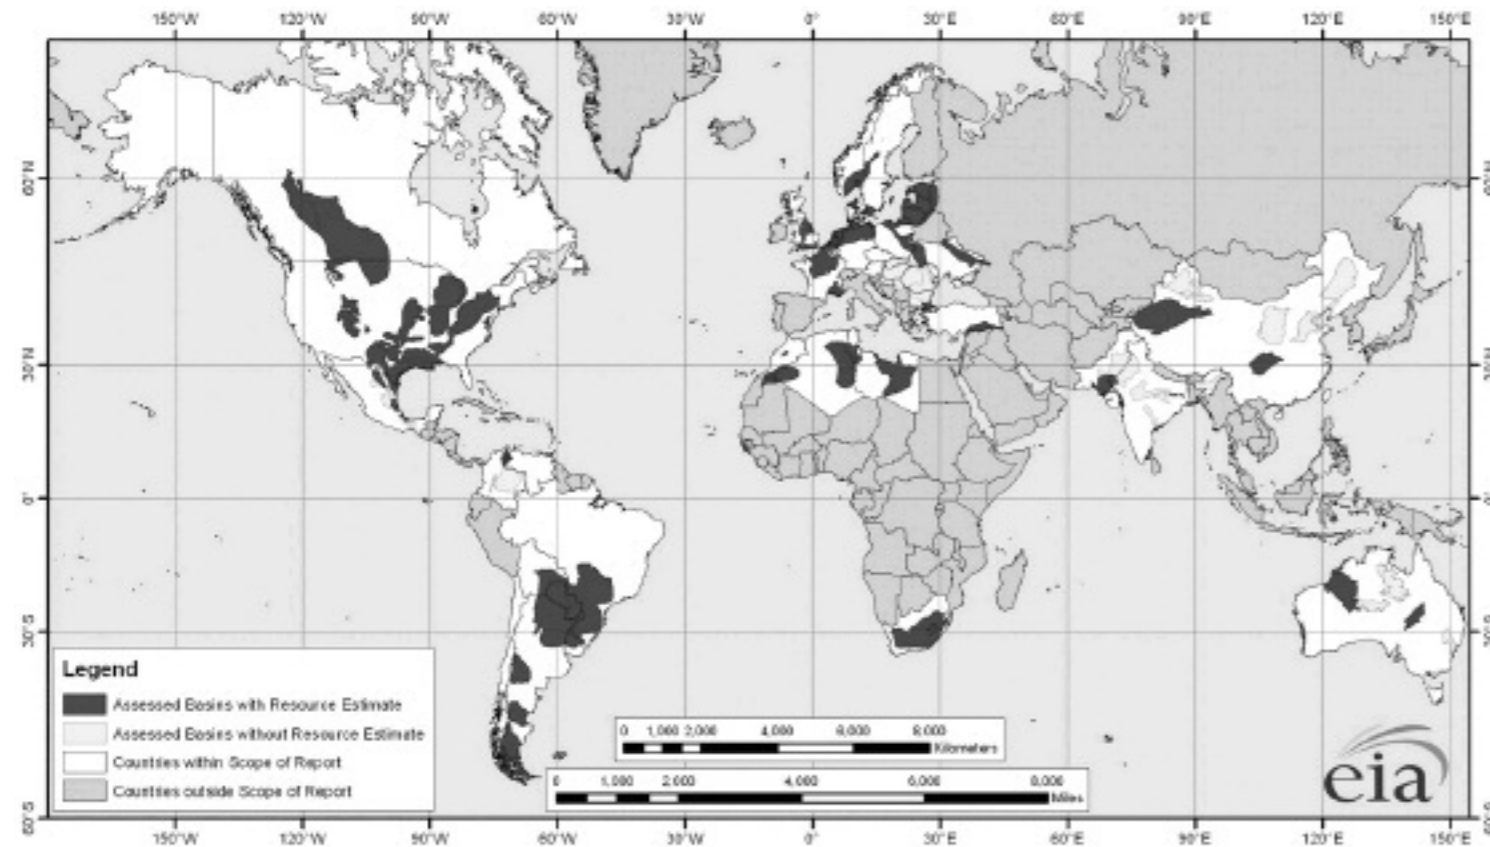 150°W 120°W 90°W 60°W 30°W 0° 30°E 60°E 90°E 120°E 150°E
60°N
30°N
0°
30°S
60°S
Legend
Assessed Basins with Resource Estimate
Assessed Basins without Resource Estimate
Countries within Scope of Report
Countries outside Scope of Report
0 1,000 2,000 4,000 6,000 8,000
Kilometers
0 1,000 2,000 4,000 6,000 8,000
Miles
eia
150°W 120°W 90°W 60°W 30°W 0° 30°E 60°E 90°E 120°E 150°E